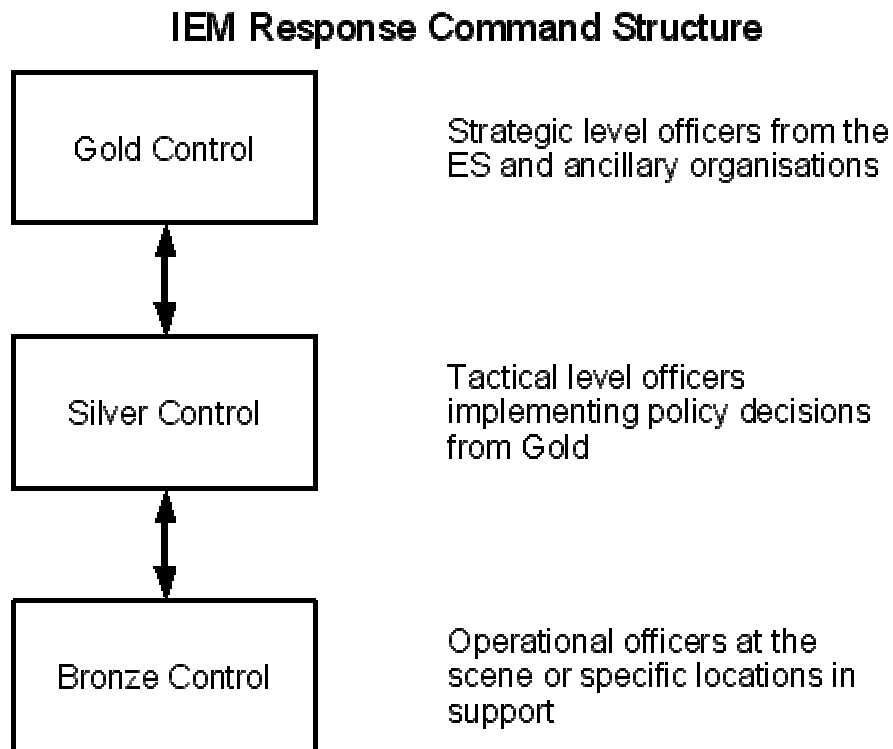 IEM Response Command Structure
Gold Control
Strategic level officers from the
ES and ancillary organisations
Silver Control
Tactical level officers
implementing policy decisions
from Gold
Bronze Control
Operational officers at the
scene or specific locations in
support